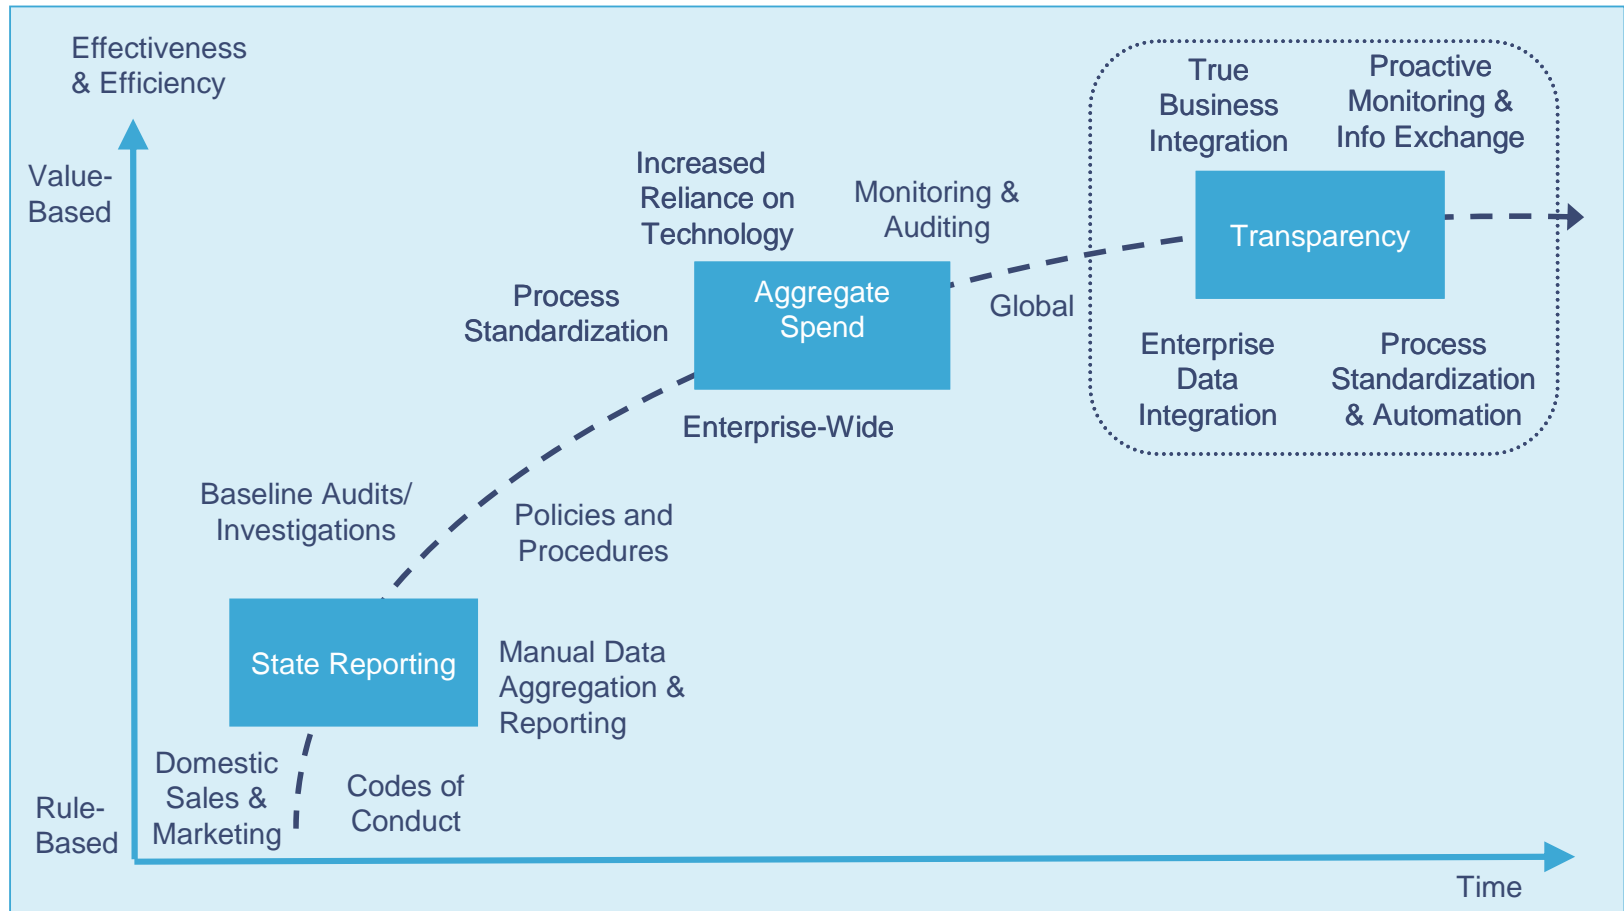 Effectiveness
& Efficiency
Value-
Based
True
Business
Integration
Proactive
Monitoring &
Info Exchange
Increased
Reliance on
Technology
Monitoring &
Auditing
Transparency
Process
Standardization
Aggregate
Spend
Global
Enterprise
Data
Integration
Process
Standardization
& Automation
Enterprise-Wide
Baseline Audits/
Investigations
Policies and
Procedures
State Reporting
Manual Data
Aggregation &
Reporting
Domestic
Sales &
Marketing
Codes of
Conduct
Rule-
Based
Time